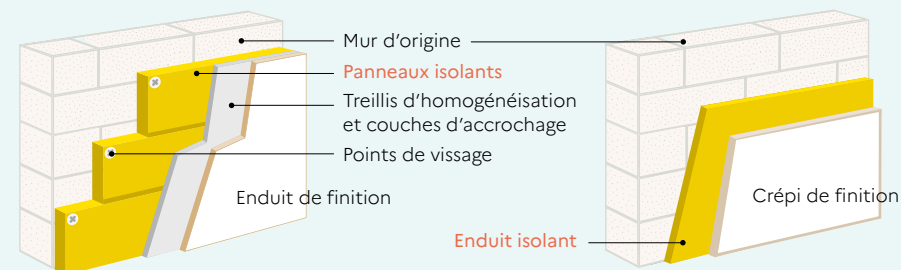 Mur d'origine
Panneaux isolants
Treillis d'homogénéisation
et couches d'accrochage
Points de vissage
Enduit de finition
Crépi de finition
Enduit isolant